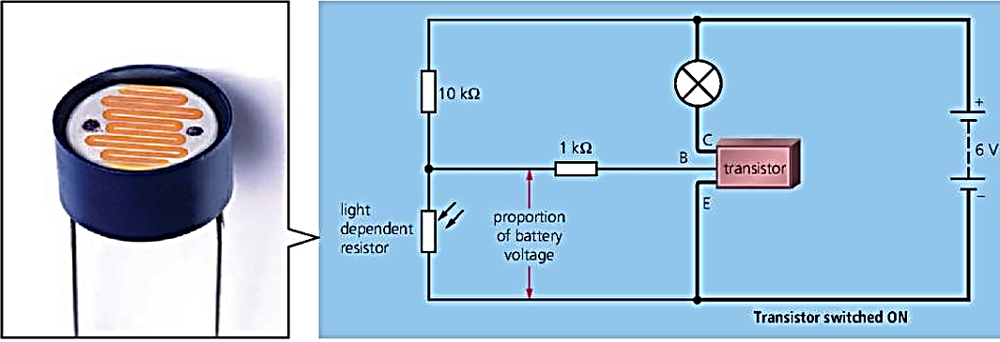 10 kΩ
C
1 kΩ
B
transistor
+
6 V
−
E
light
dependent
resistor
proportion
of battery
voltage
Transistor switched ON